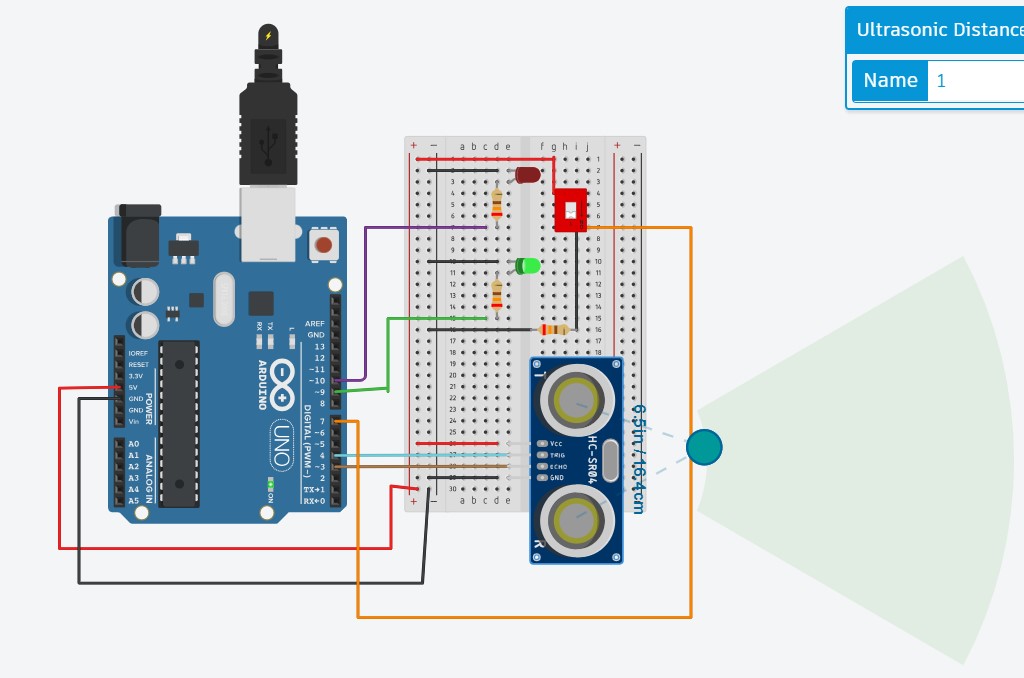 Ultrasonic Distance
Name 1
+ − a b c d e f g h i j + −
1
2
3
4
5
6
7
8
9
10
11
12
13
14
15
16
17
18
19
20
21
22
23
24
25
26
30
+ − a b c d e + −
AREF
GND
13
12
~11
~10
~9
8
7
~6
~5
4
~3
2
TX→1
RX←0
DIGITAL (PWM~)
RX
TX
L
ARDUINO
UNO
ON
IOREF
RESET
3.3V
5V
GND
GND
Vin
POWER
A0
A1
A2
A3
A4
A5
ANALOG IN
T
Vcc
TRIG
ECHO
GND
HC-SR04
R
6.5in / 16.4cm